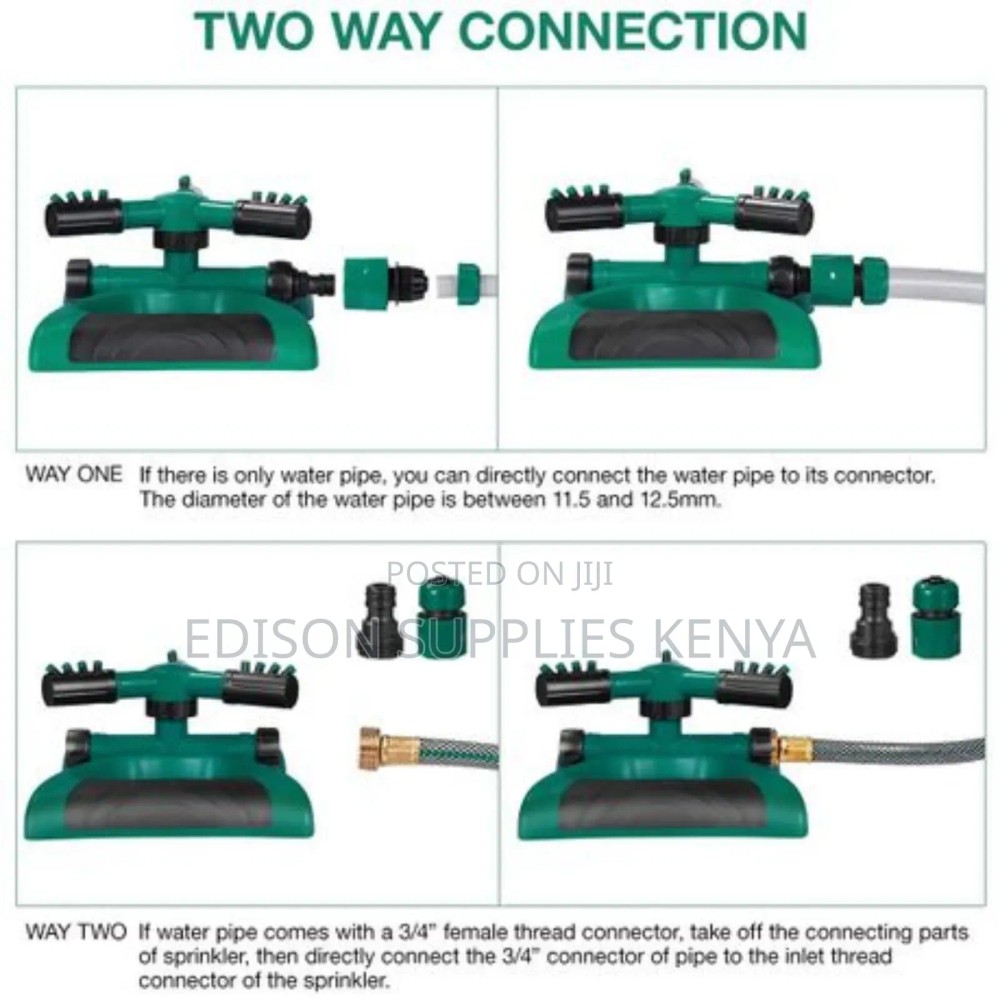 TWO WAY CONNECTION
WAY ONE If there is only water pipe, you can directly connect the water pipe to its connector.
The diameter of the water pipe is between 11.5 and 12.5mm.
POSTED ON JIJI
EDISON SUPPLIES KENYA
WAY TWO If water pipe comes with a 3/4” female thread connector, take off the connecting parts
of sprinkler, then directly connect the 3/4” connector of pipe to the inlet thread
connector of the sprinkler.